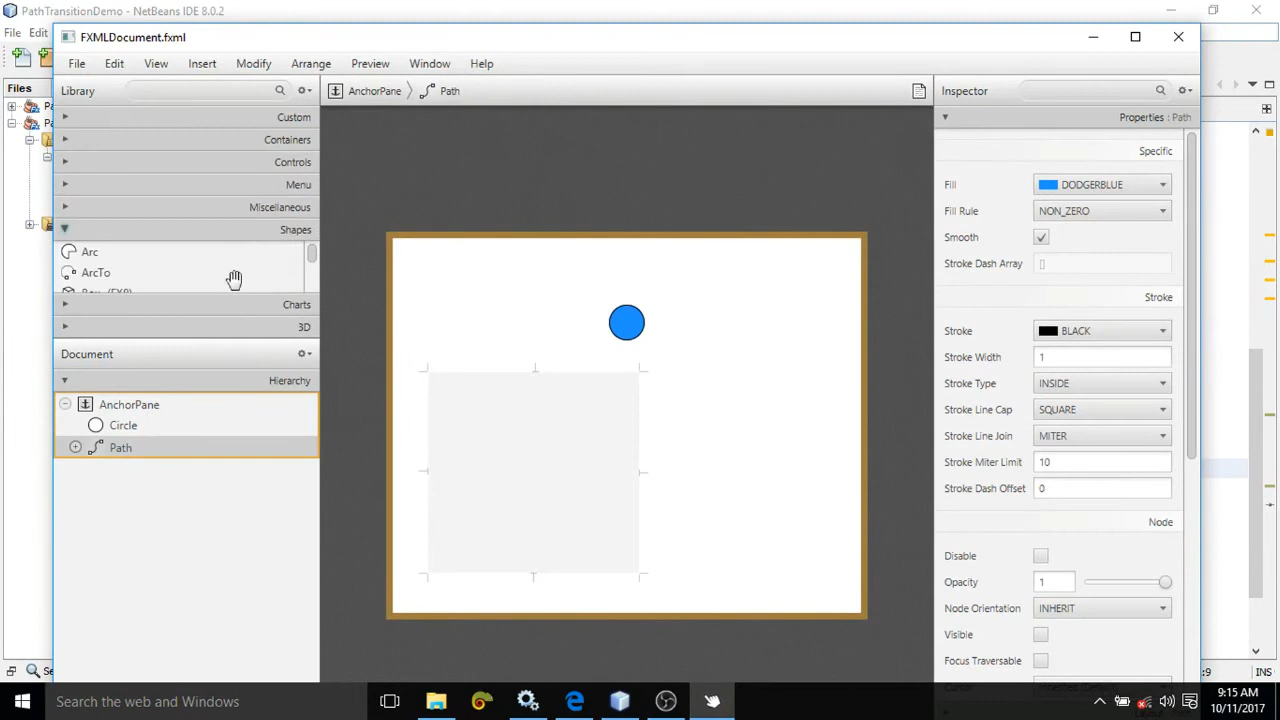 PathTransitionDemo - NetBeans IDE 8.0.2
File Edit
FXMLDocument.fxml
File Edit View Insert Modify Arrange Preview Window Help
Files
Library
AnchorPane Path
Inspector
Custom
Properties : Path
Containers
Specific
Controls
Menu
Fill DODGERBLUE
Miscellaneous
Fill Rule NON_ZERO
Shapes
Smooth
Arc
Stroke Dash Array []
ArcTo
Stroke
Charts
3D
Stroke BLACK
Document
Stroke Width 1
Hierarchy
Stroke Type INSIDE
AnchorPane
Stroke Line Cap SQUARE
Circle
Stroke Line Join MITER
Path
Stroke Miter Limit 10
Stroke Dash Offset 0
Node
Disable
Opacity 1
Node Orientation INHERIT
Visible
Focus Traversable
:9 INS
Search the web and Windows
9:15 AM
10/11/2017